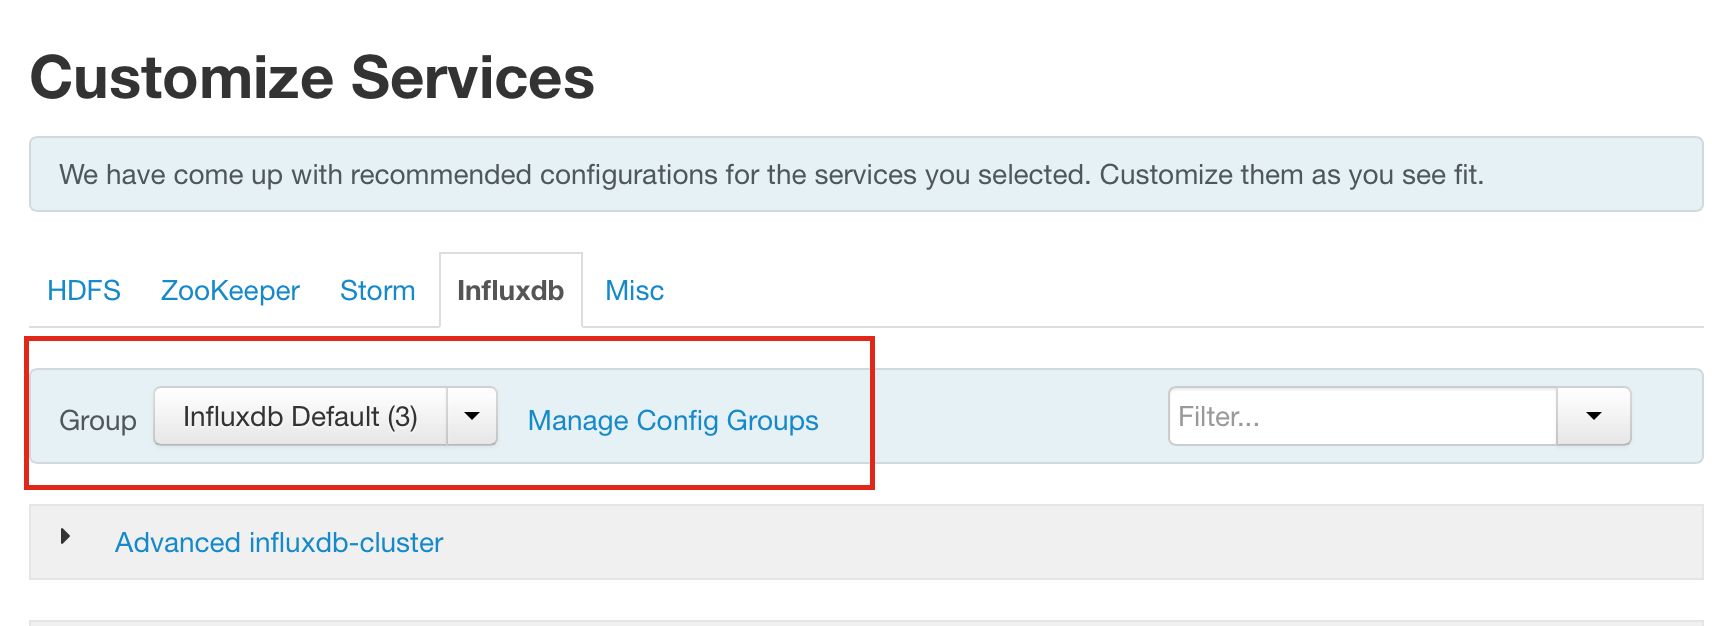 Customize Services
We have come up with recommended configurations for the services you selected. Customize them as you see fit.
HDFS ZooKeeper Storm Influxdb Misc
Group Influxdb Default (3) Manage Config Groups Filter...
Advanced influxdb-cluster